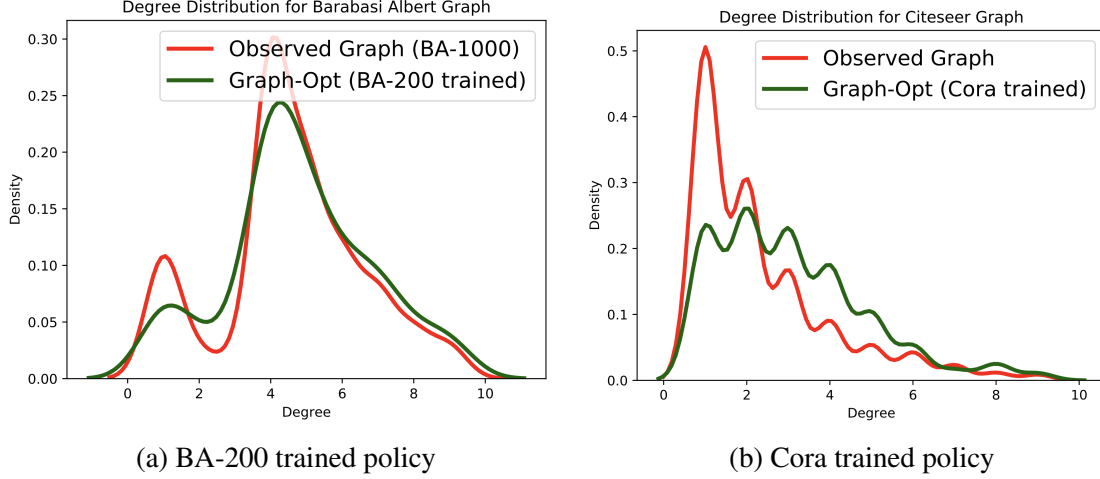 Degree Distribution for Barabasi Albert Graph
0.30
0.25
0.20
0.15
0.10
0.05
0.00
Density
Observed Graph (BA-1000)
Graph-Opt (BA-200 trained)
0 2 4 6 8 10
Degree
(a) BA-200 trained policy
Degree Distribution for Citeseer Graph
0.5
0.4
0.3
0.2
0.1
0.0
Density
Observed Graph
Graph-Opt (Cora trained)
0 2 4 6 8 10
Degree
(b) Cora trained policy